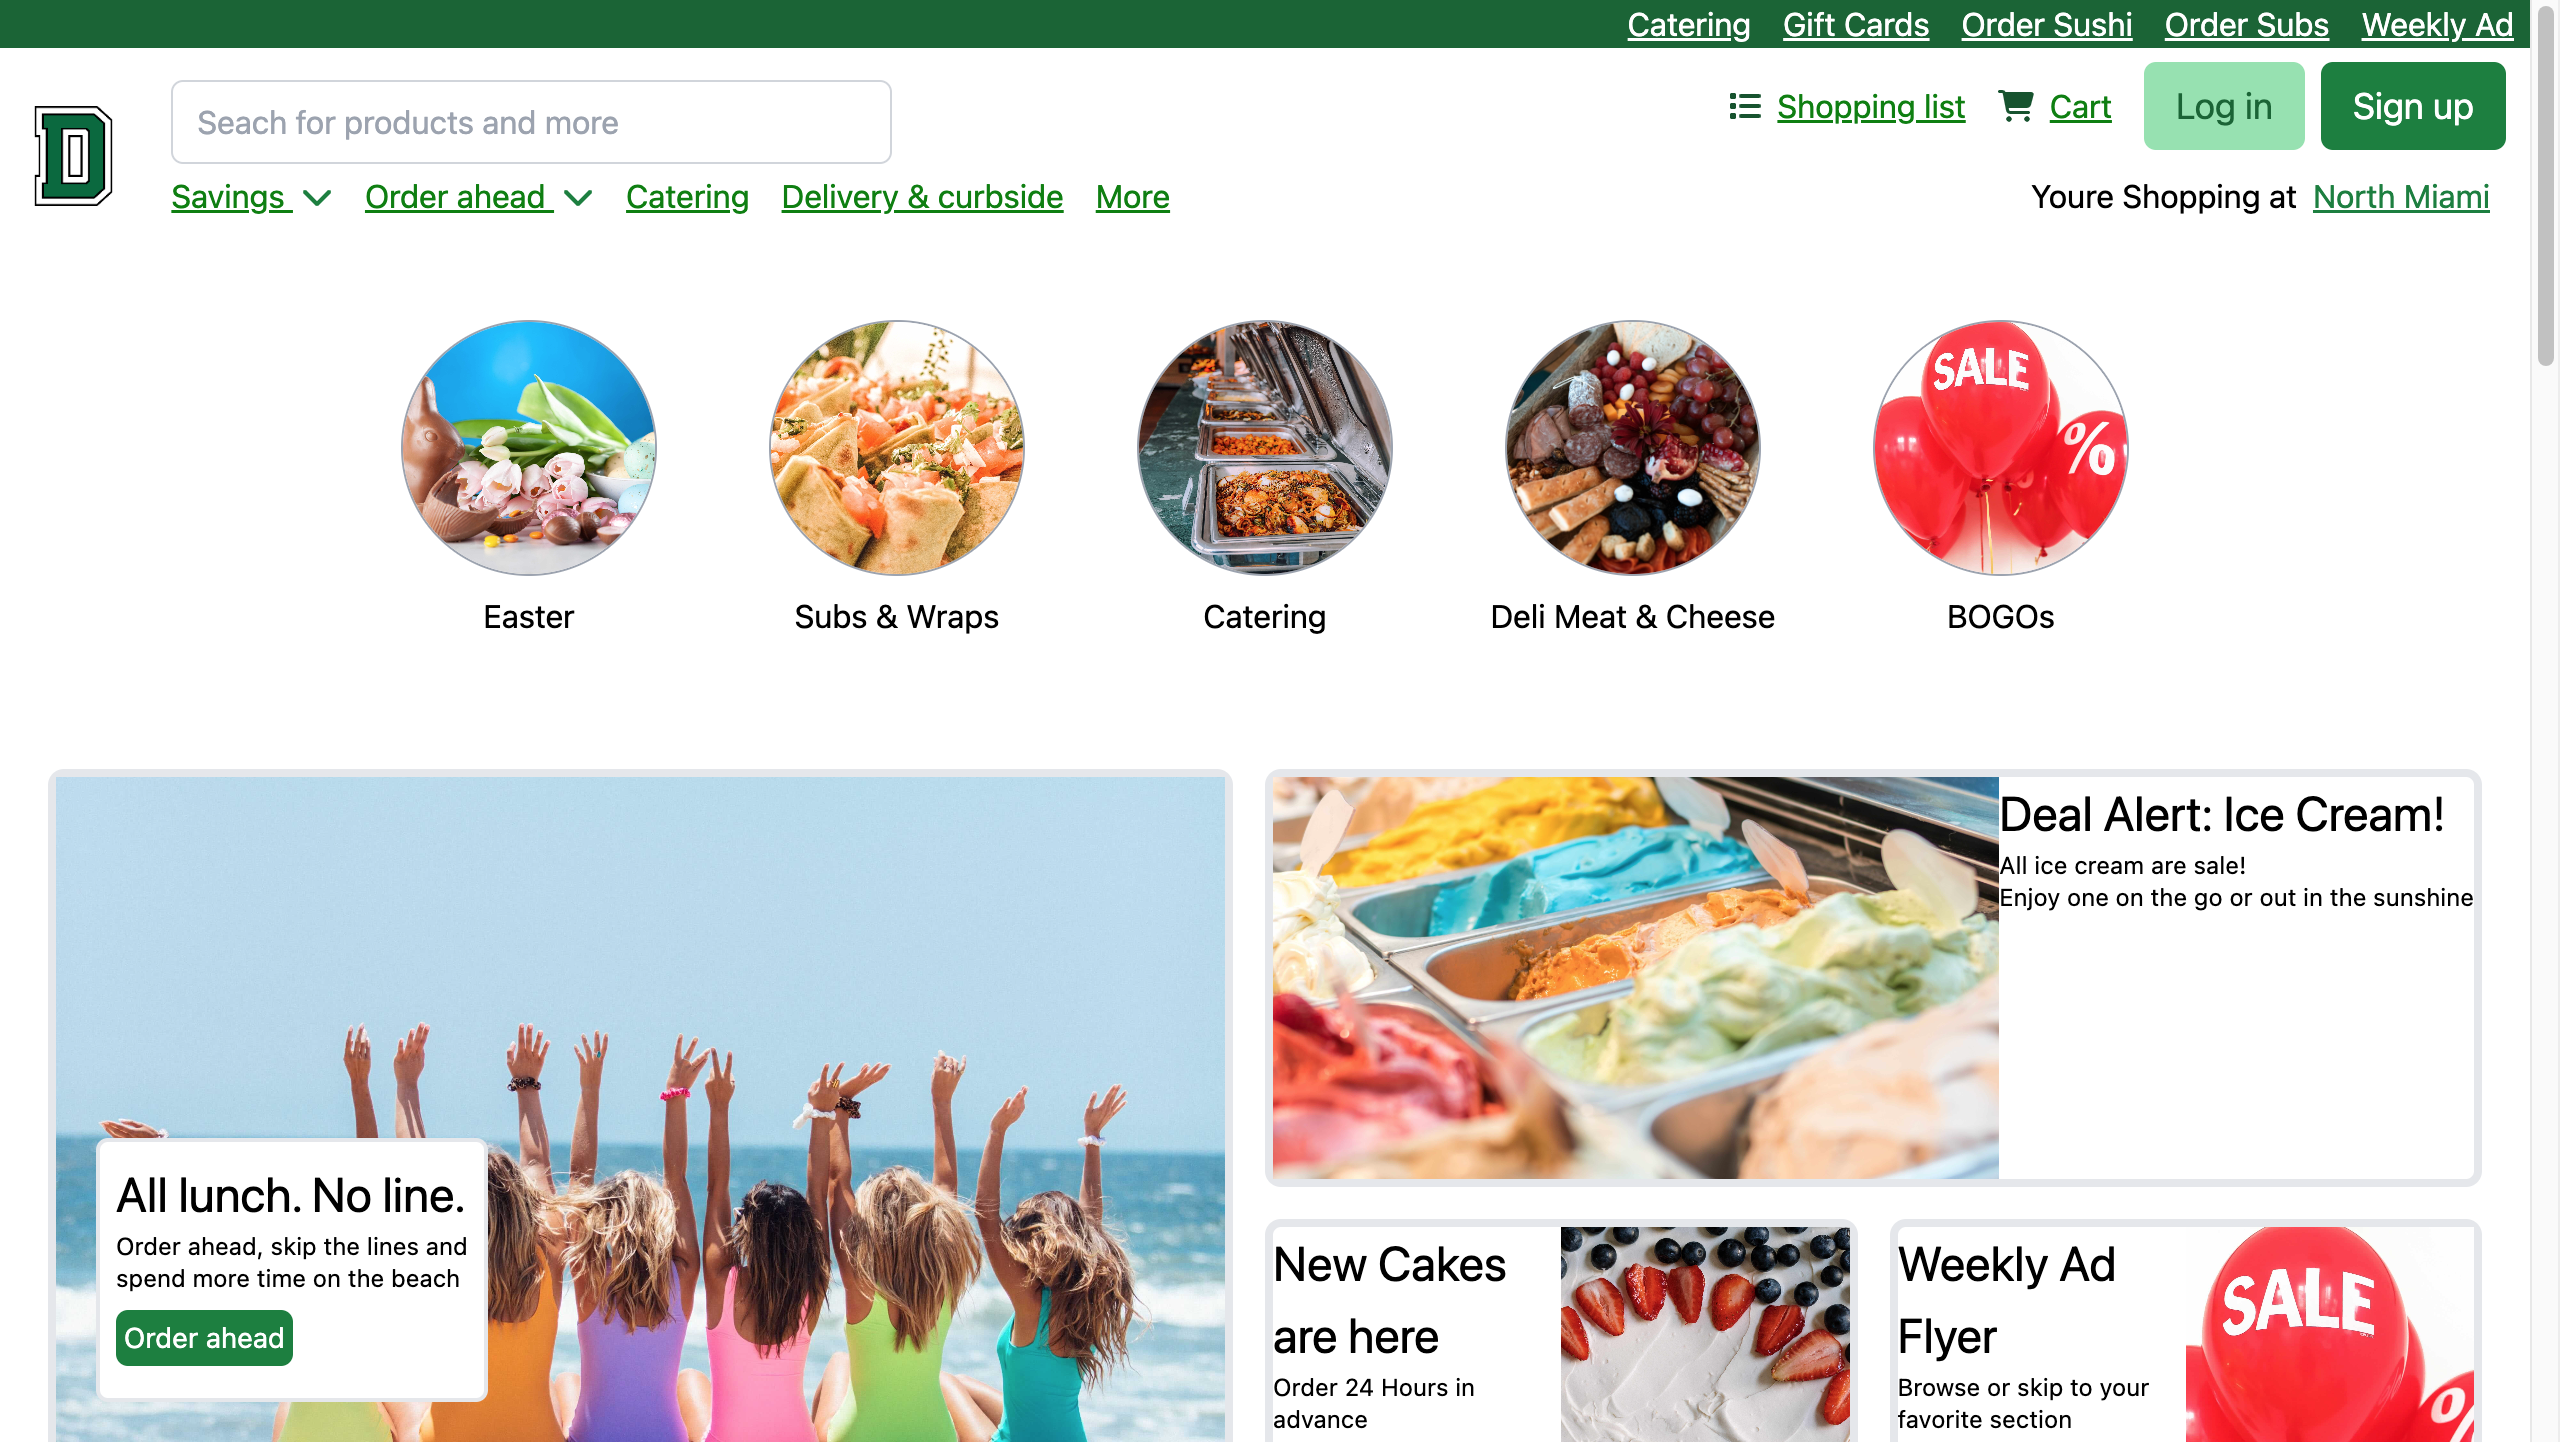 Catering Gift Cards Order Sushi Order Subs Weekly Ad
Seach for products and more
Shopping list Cart Log in Sign up
D
Savings Order ahead Catering Delivery & curbside More
Youre Shopping at North Miami
SALE
%
Easter Subs & Wraps Catering Deli Meat & Cheese BOGOs
Deal Alert: Ice Cream!
All ice cream are sale!
Enjoy one on the go or out in the sunshine
All lunch. No line.
Order ahead, skip the lines and
spend more time on the beach
Order ahead
New Cakes
are here
Order 24 Hours in
advance
Weekly Ad
Flyer
Browse or skip to your
favorite section
SALE
%